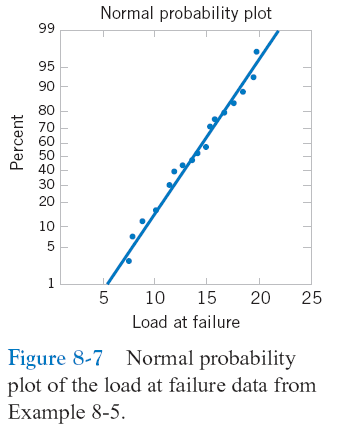 Normal probability plot
99
95
90
80
70
60
50
40
30
20
10
5
1
Percent
5 10 15 20 25
Load at failure
Figure 8-7 Normal probability
plot of the load at failure data from
Example 8-5.